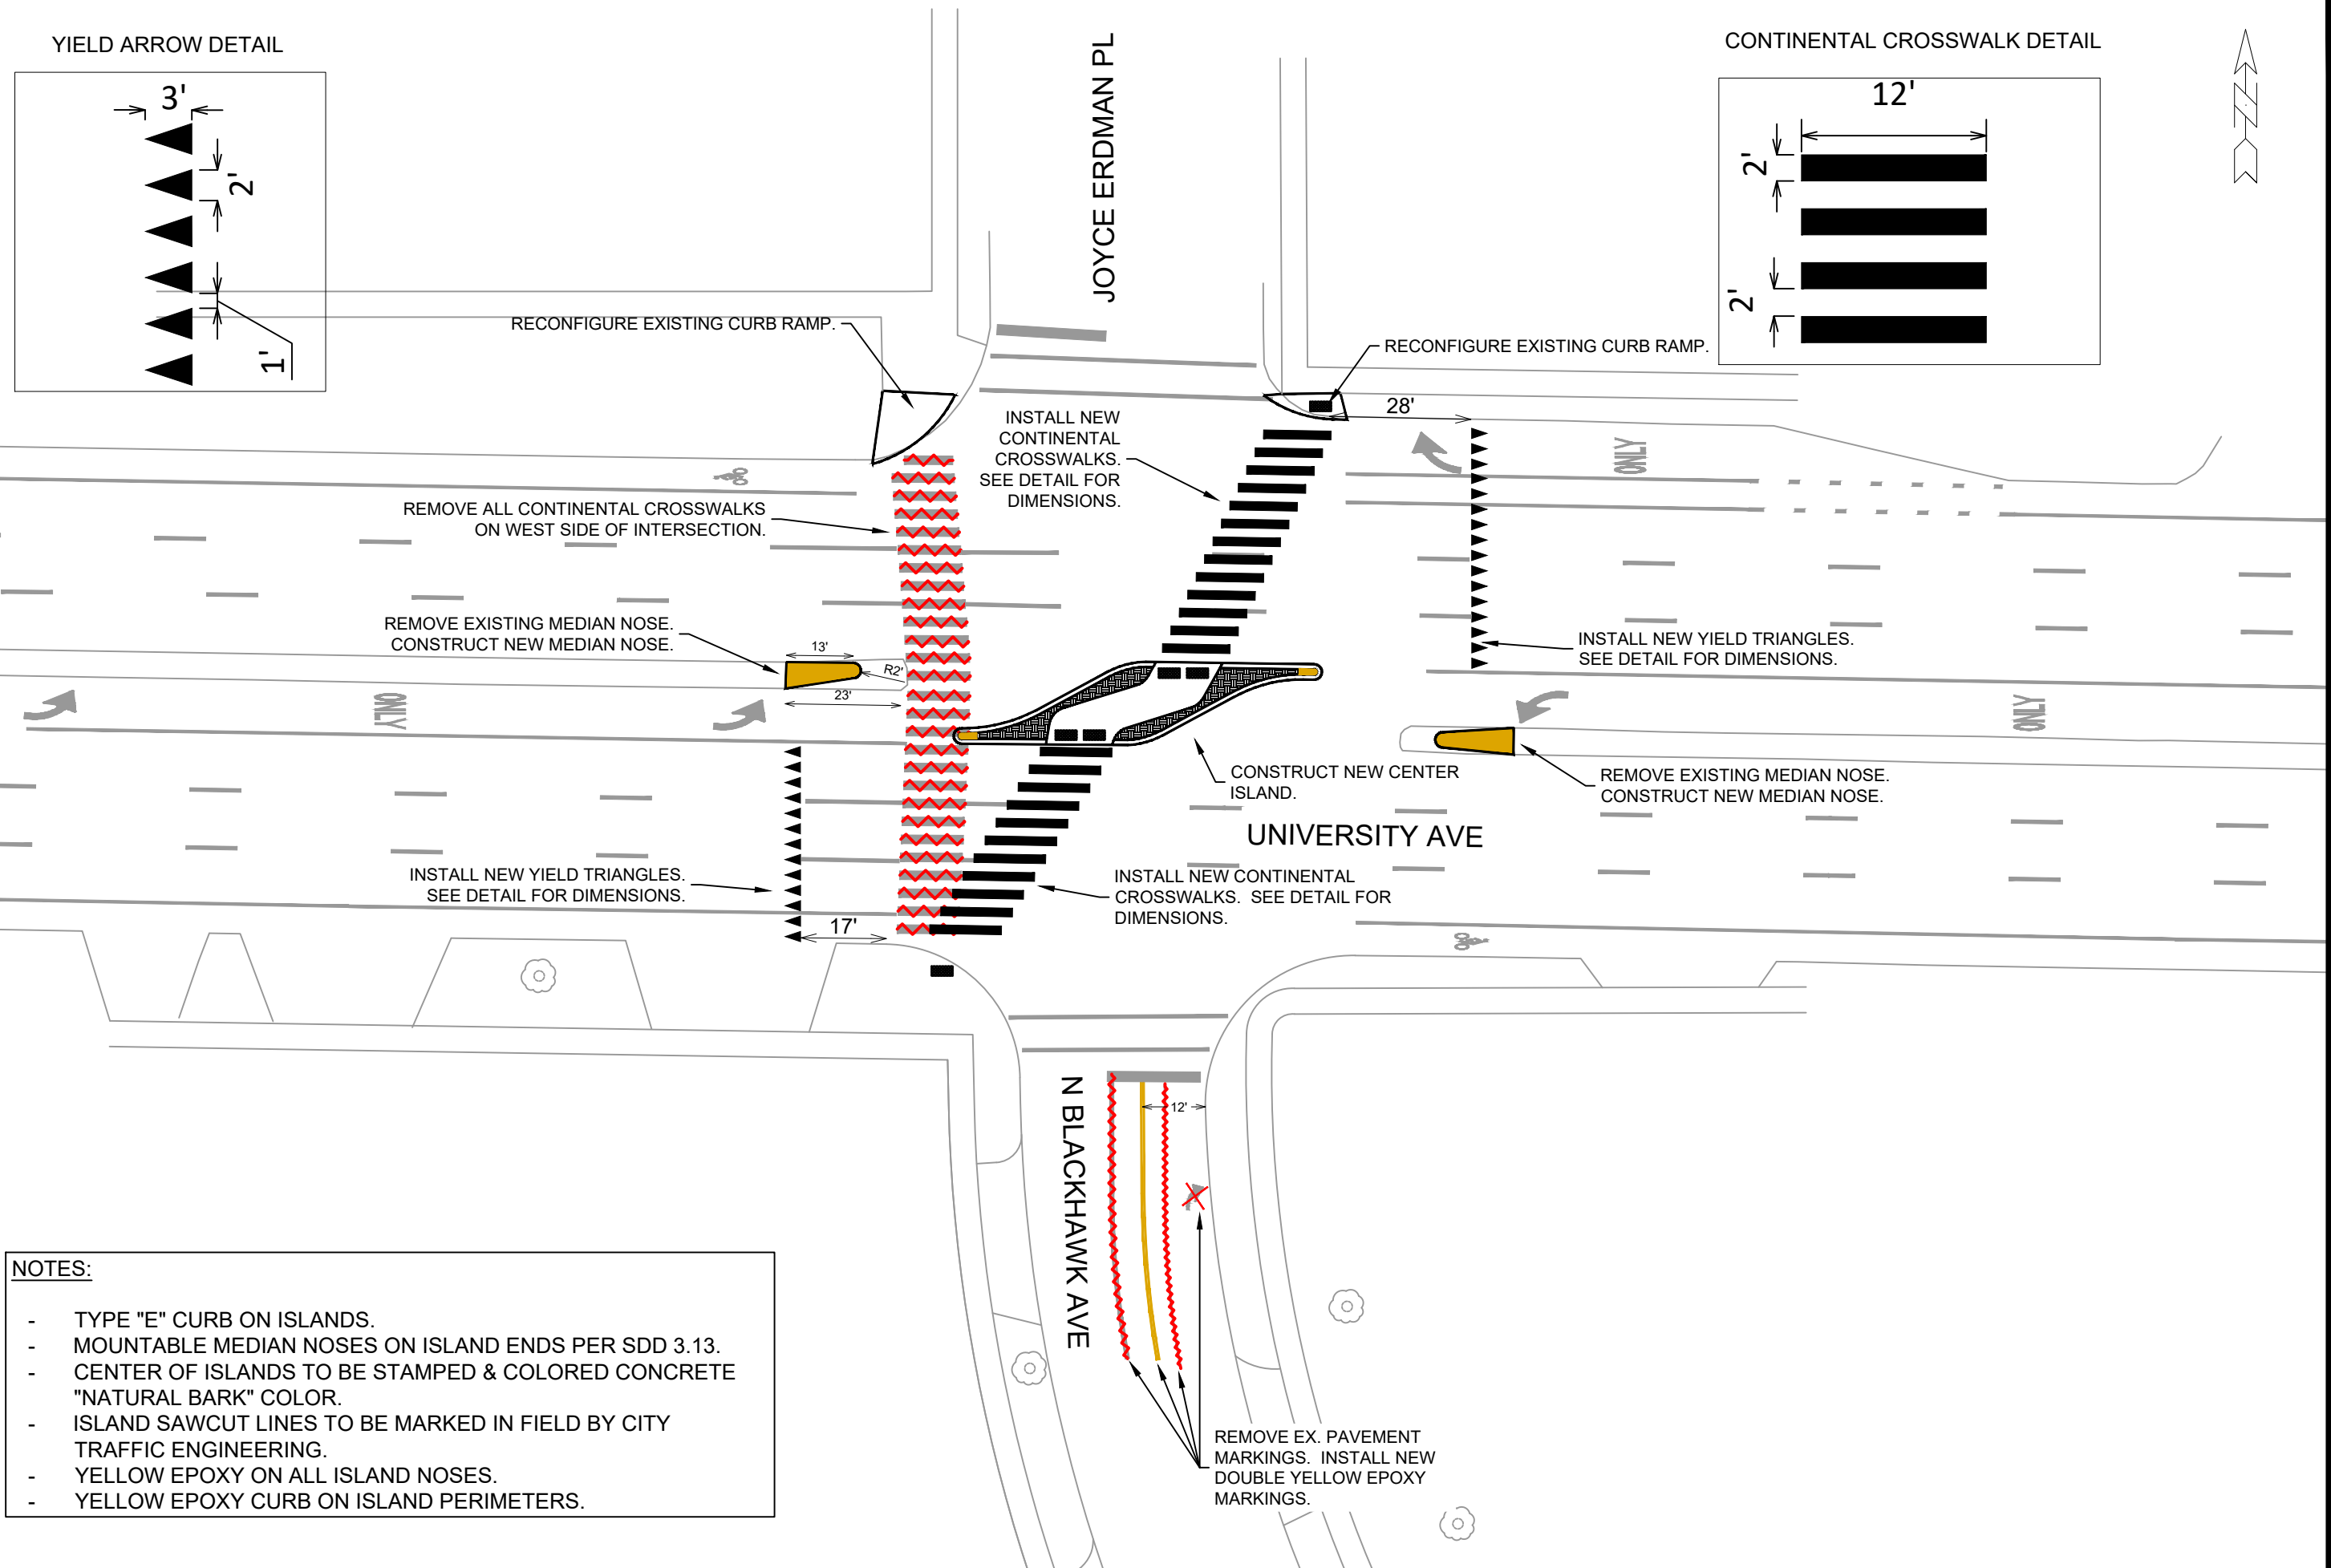 YIELD ARROW DETAIL
3'
2'
1'
JOYCE ERDMAN PL
CONTINENTAL CROSSWALK DETAIL
12'
2'
2'
N
RECONFIGURE EXISTING CURB RAMP.
RECONFIGURE EXISTING CURB RAMP.
28'
INSTALL NEW
CONTINENTAL
CROSSWALKS.
SEE DETAIL FOR
DIMENSIONS.
ONLY
REMOVE ALL CONTINENTAL CROSSWALKS
ON WEST SIDE OF INTERSECTION.
REMOVE EXISTING MEDIAN NOSE.
CONSTRUCT NEW MEDIAN NOSE.
13'
R2'
23'
INSTALL NEW YIELD TRIANGLES.
SEE DETAIL FOR DIMENSIONS.
ONLY
ONLY
CONSTRUCT NEW CENTER
ISLAND.
REMOVE EXISTING MEDIAN NOSE.
CONSTRUCT NEW MEDIAN NOSE.
UNIVERSITY AVE
INSTALL NEW YIELD TRIANGLES.
SEE DETAIL FOR DIMENSIONS.
INSTALL NEW CONTINENTAL
CROSSWALKS.  SEE DETAIL FOR
DIMENSIONS.
17'
N BLACKHAWK AVE
12'
REMOVE EX. PAVEMENT
MARKINGS.  INSTALL NEW
DOUBLE YELLOW EPOXY
MARKINGS.
NOTES:
- TYPE "E" CURB ON ISLANDS.
- MOUNTABLE MEDIAN NOSES ON ISLAND ENDS PER SDD 3.13.
- CENTER OF ISLANDS TO BE STAMPED & COLORED CONCRETE
"NATURAL BARK" COLOR.
- ISLAND SAWCUT LINES TO BE MARKED IN FIELD BY CITY
TRAFFIC ENGINEERING.
- YELLOW EPOXY ON ALL ISLAND NOSES.
- YELLOW EPOXY CURB ON ISLAND PERIMETERS.